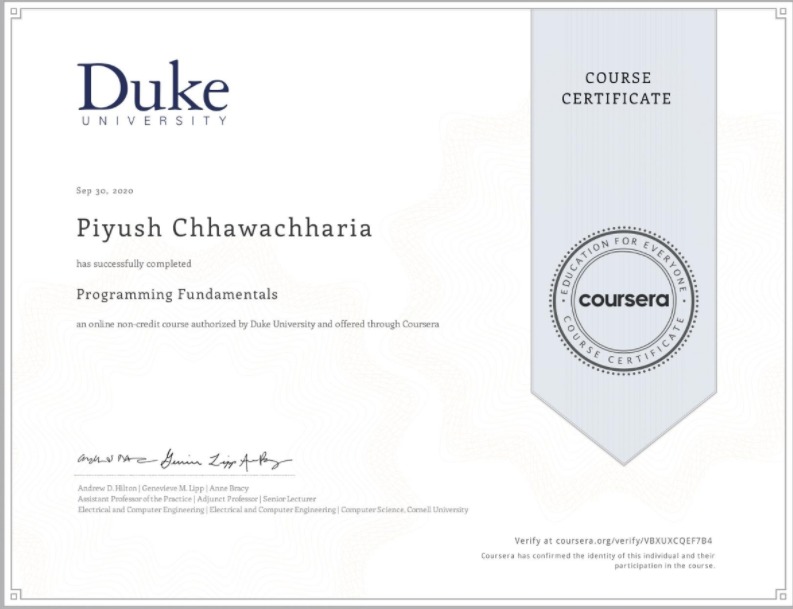 Duke
UNIVERSITY
COURSE
CERTIFICATE
Sep 30, 2020
Piyush Chhawachharia
has successfully completed
Programming Fundamentals
an online non-credit course authorized by Duke University and offered through Coursera
EDUCATION FOR EVERYONE
coursera
COURSE CERTIFICATE
Andrew D. Hilton | Genevieve M. Lipp | Anne Bracy
Assistant Professor of the Practice | Adjunct Professor | Senior Lecturer
Electrical and Computer Engineering | Electrical and Computer Engineering | Computer Science, Cornell University
Verify at coursera.org/verify/VBXUXCQEF7B4
Coursera has confirmed the identity of this individual and their
participation in the course.